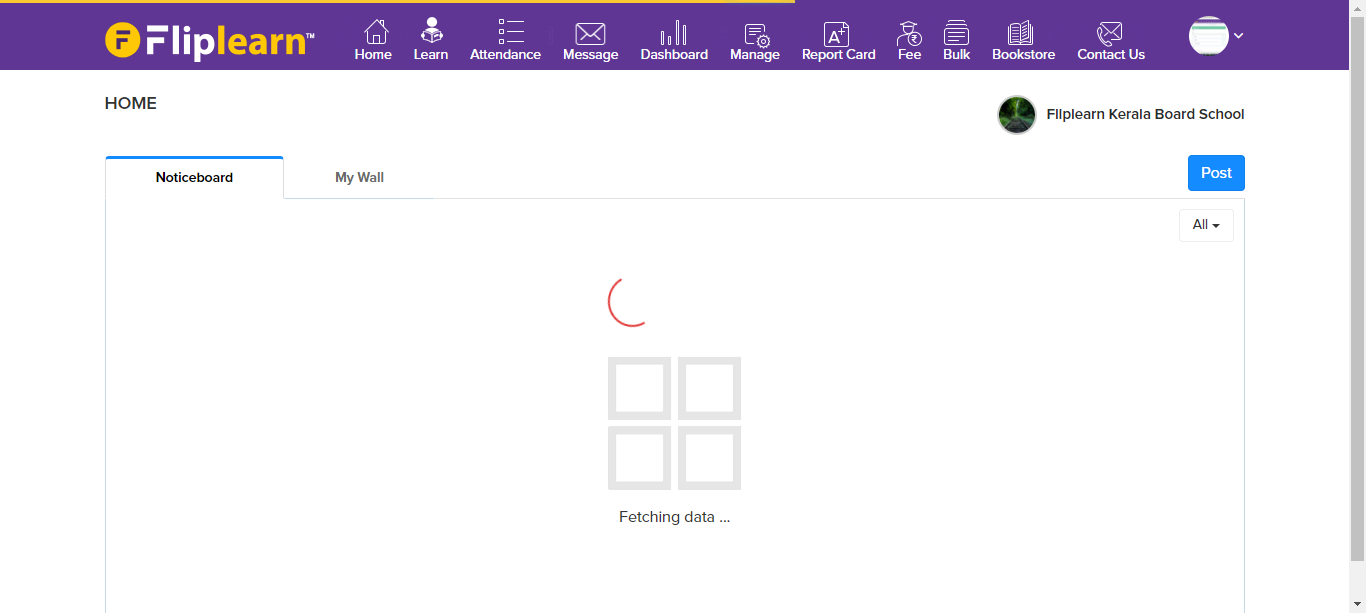 Fliplearn™
Home Learn Attendance Message Dashboard Manage Report Card Fee Bulk Bookstore Contact Us
HOME
Fliplearn Kerala Board School
Noticeboard My Wall Post
All
Fetching data ...